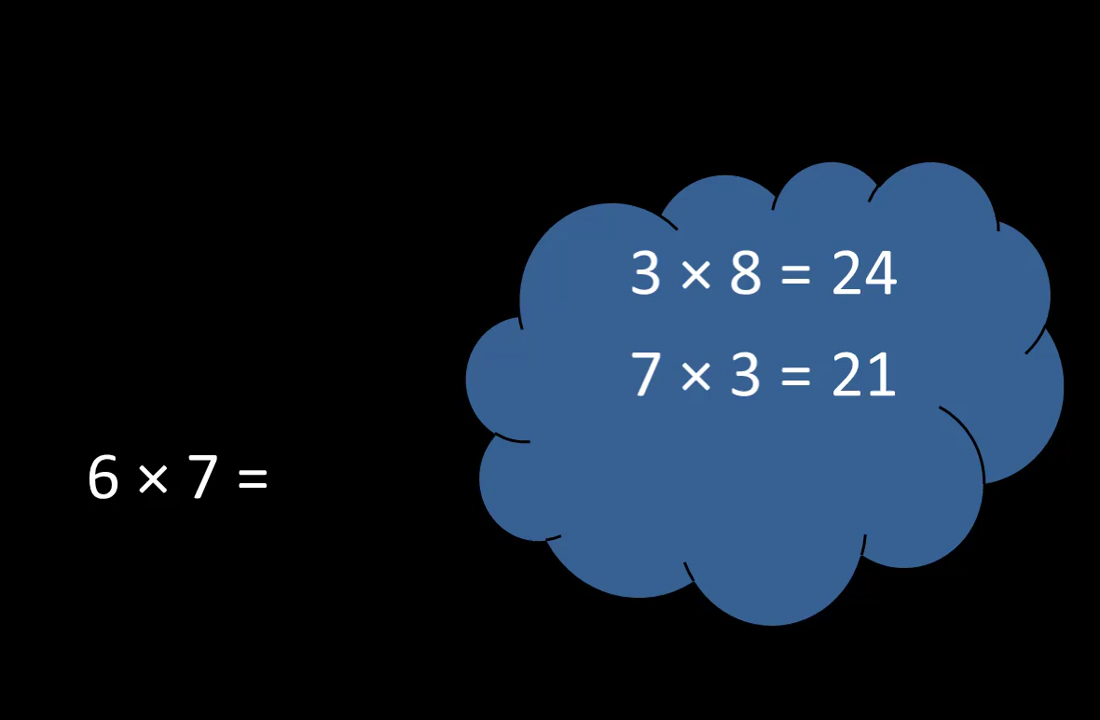 3 × 8 = 24
7 × 3 = 21
6 × 7 =